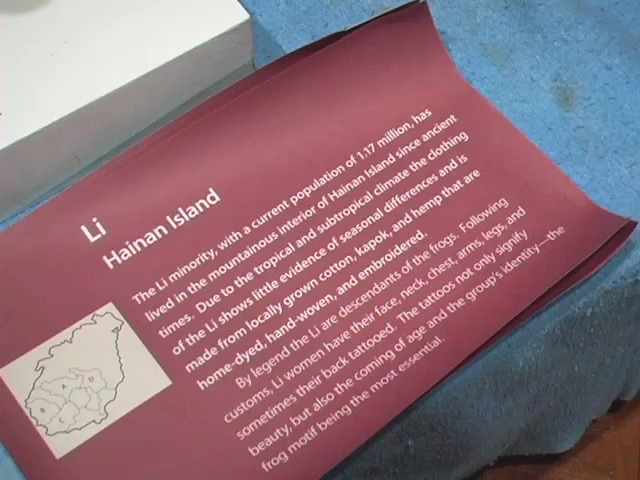 Li
Hainan Island
The Li minority, with a current population of 1.17 million, has
lived in the mountainous interior of Hainan Island since ancient
times. Due to the tropical and subtropical climate the clothing
of the Li shows little evidence of seasonal differences and is
made from locally grown cotton, kapok, and hemp that are
home-dyed, hand-woven, and embroidered.
By legend the Li are descendants of the frogs. Following
customs, Li women have their face, neck, chest, arms, legs, and
sometimes their back tattooed. The tattoos not only signify
beauty, but also the coming of age and the group's identity—the
frog motif being the most essential.
A
D
B
C